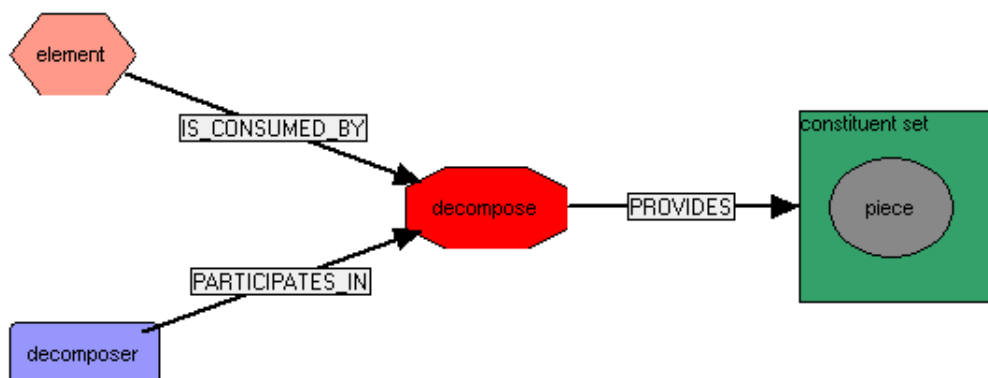 element
IS_CONSUMED_BY
constituent set
decompose
PROVIDES
piece
PARTICIPATES_IN
decomposer